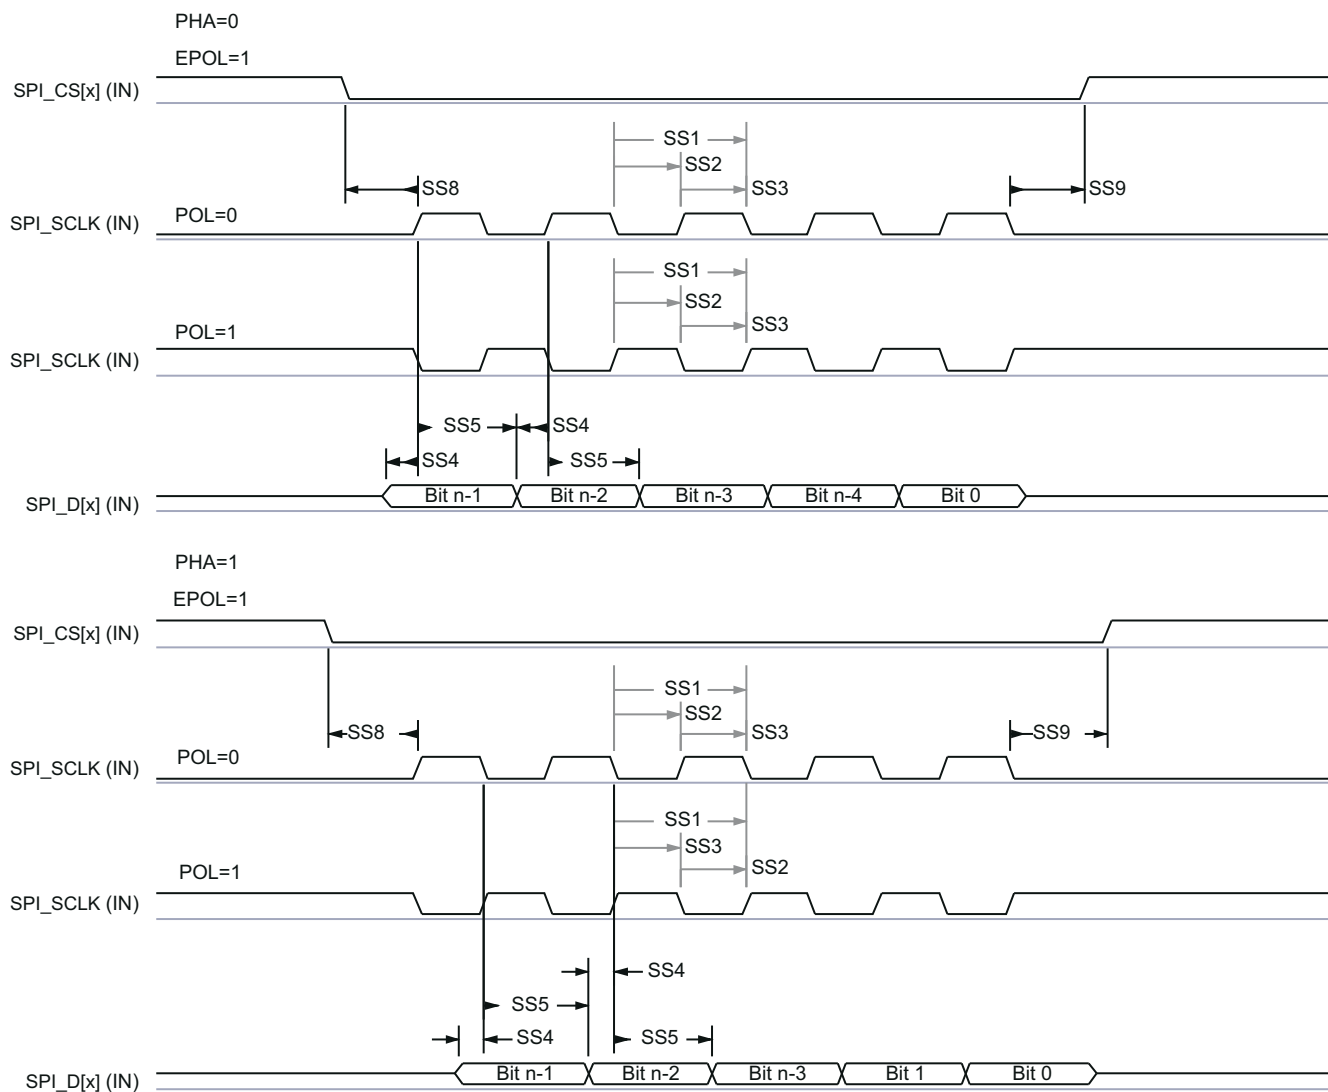 PHA=0
EPOL=1
SPI_CS[x] (IN)
SS1
SS2
SS8
SS3
SS9
POL=0
SPI_SCLK (IN)
SS1
SS2
SS3
POL=1
SPI_SCLK (IN)
SS5
SS4
SS4
SS5
SPI_D[x] (IN)
Bit n-1
Bit n-2
Bit n-3
Bit n-4
Bit 0
PHA=1
EPOL=1
SPI_CS[x] (IN)
SS1
SS2
SS8
SS3
SS9
POL=0
SPI_SCLK (IN)
SS1
SS3
SS2
POL=1
SPI_SCLK (IN)
SS4
SS5
SS4
SS5
SPI_D[x] (IN)
Bit n-1
Bit n-2
Bit n-3
Bit 1
Bit 0